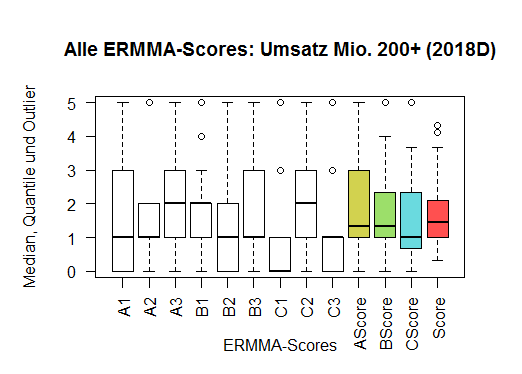 Alle ERMMA-Scores: Umsatz Mio. 200+ (2018D)
Median, Quantile und Outlier
5
4
3
2
1
0
A1
A2
A3
B1
B2
B3
C1
C2
C3
AScore
BScore
CScore
Score
ERMMA-Scores